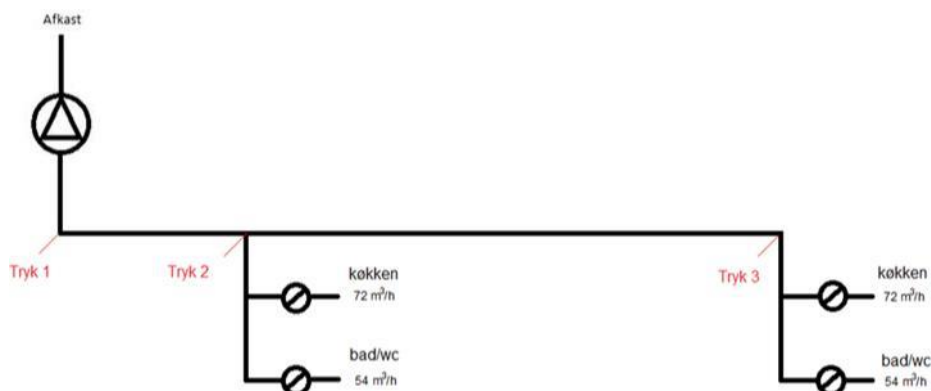 Afkast
Tryk 1
Tryk 2
køkken
72 m³/h
bad/wc
54 m³/h
Tryk 3
køkken
72 m³/h
bad/wc
54 m³/h